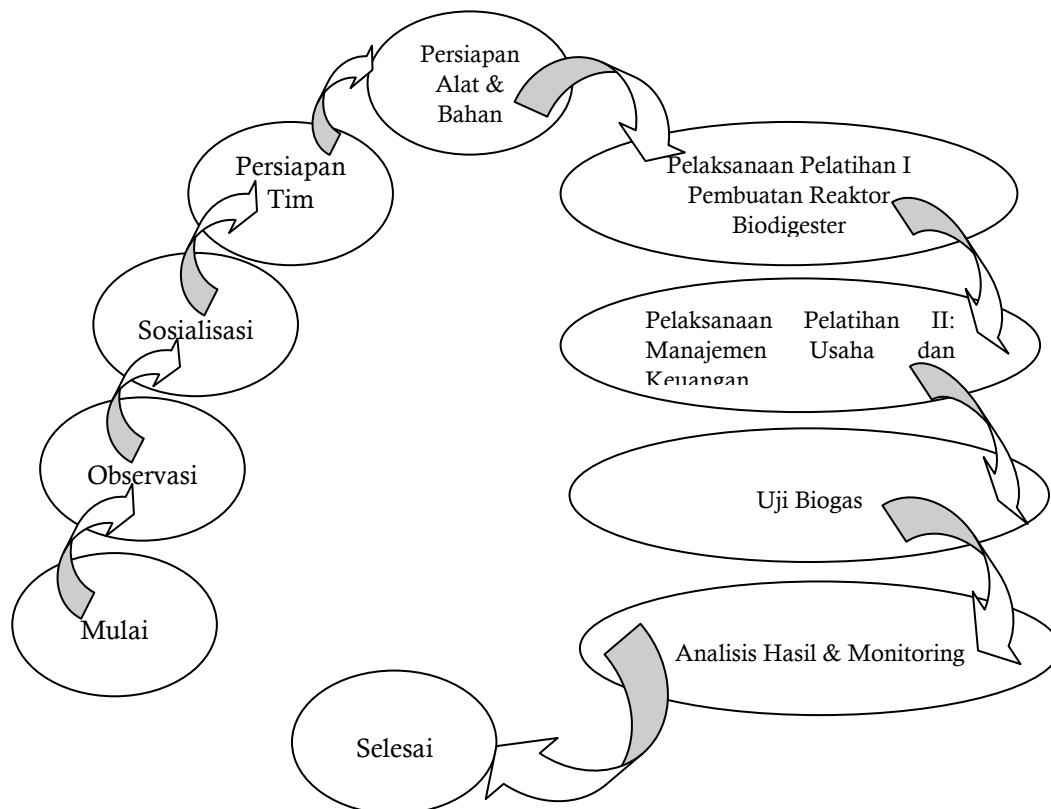 Mulai
Observasi
Sosialisasi
Persiapan
Tim
Persiapan
Alat &
Bahan
Pelaksanaan Pelatihan I
Pembuatan Reaktor
Biodigester
Pelaksanaan Pelatihan II:
Manajemen Usaha dan
Keuangan
Uji Biogas
Analisis Hasil & Monitoring
Selesai